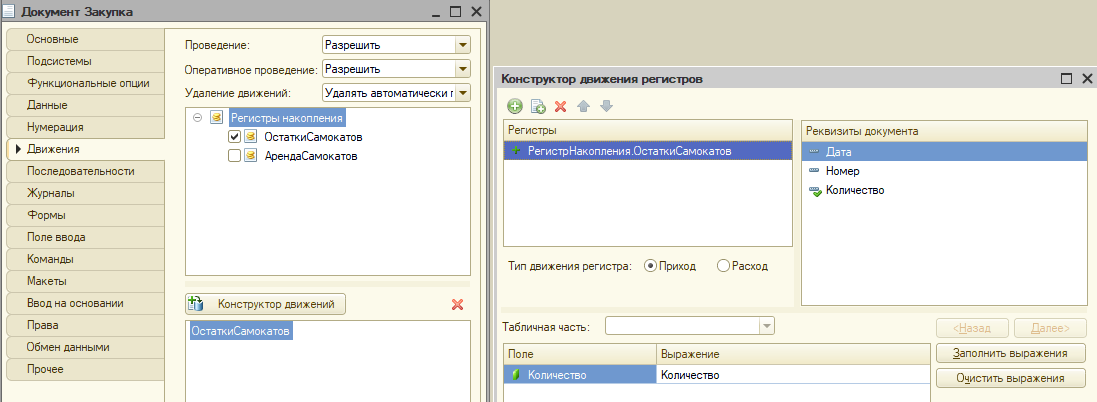 Документ Закупка
Основные
Подсистемы
Функциональные опции
Данные
Нумерация
Движения
Последовательности
Журналы
Формы
Поле ввода
Команды
Макеты
Ввод на основании
Права
Обмен данными
Прочее
Проведение: Разрешить
Оперативное проведение: Разрешить
Удаление движений: Удалять автоматически г
Регистры накопления
ОстаткиСамокатов
АрендаСамокатов
Конструктор движений
ОстаткиСамокатов
Конструктор движения регистров
Регистры
РегистрНакопления.ОстаткиСамокатов
Реквизиты документа
Дата
Номер
Количество
Тип движения регистра: Приход Расход
Табличная часть:
<Назад Далее>
Поле Выражение
Количество Количество
Заполнить выражения
Очистить выражения